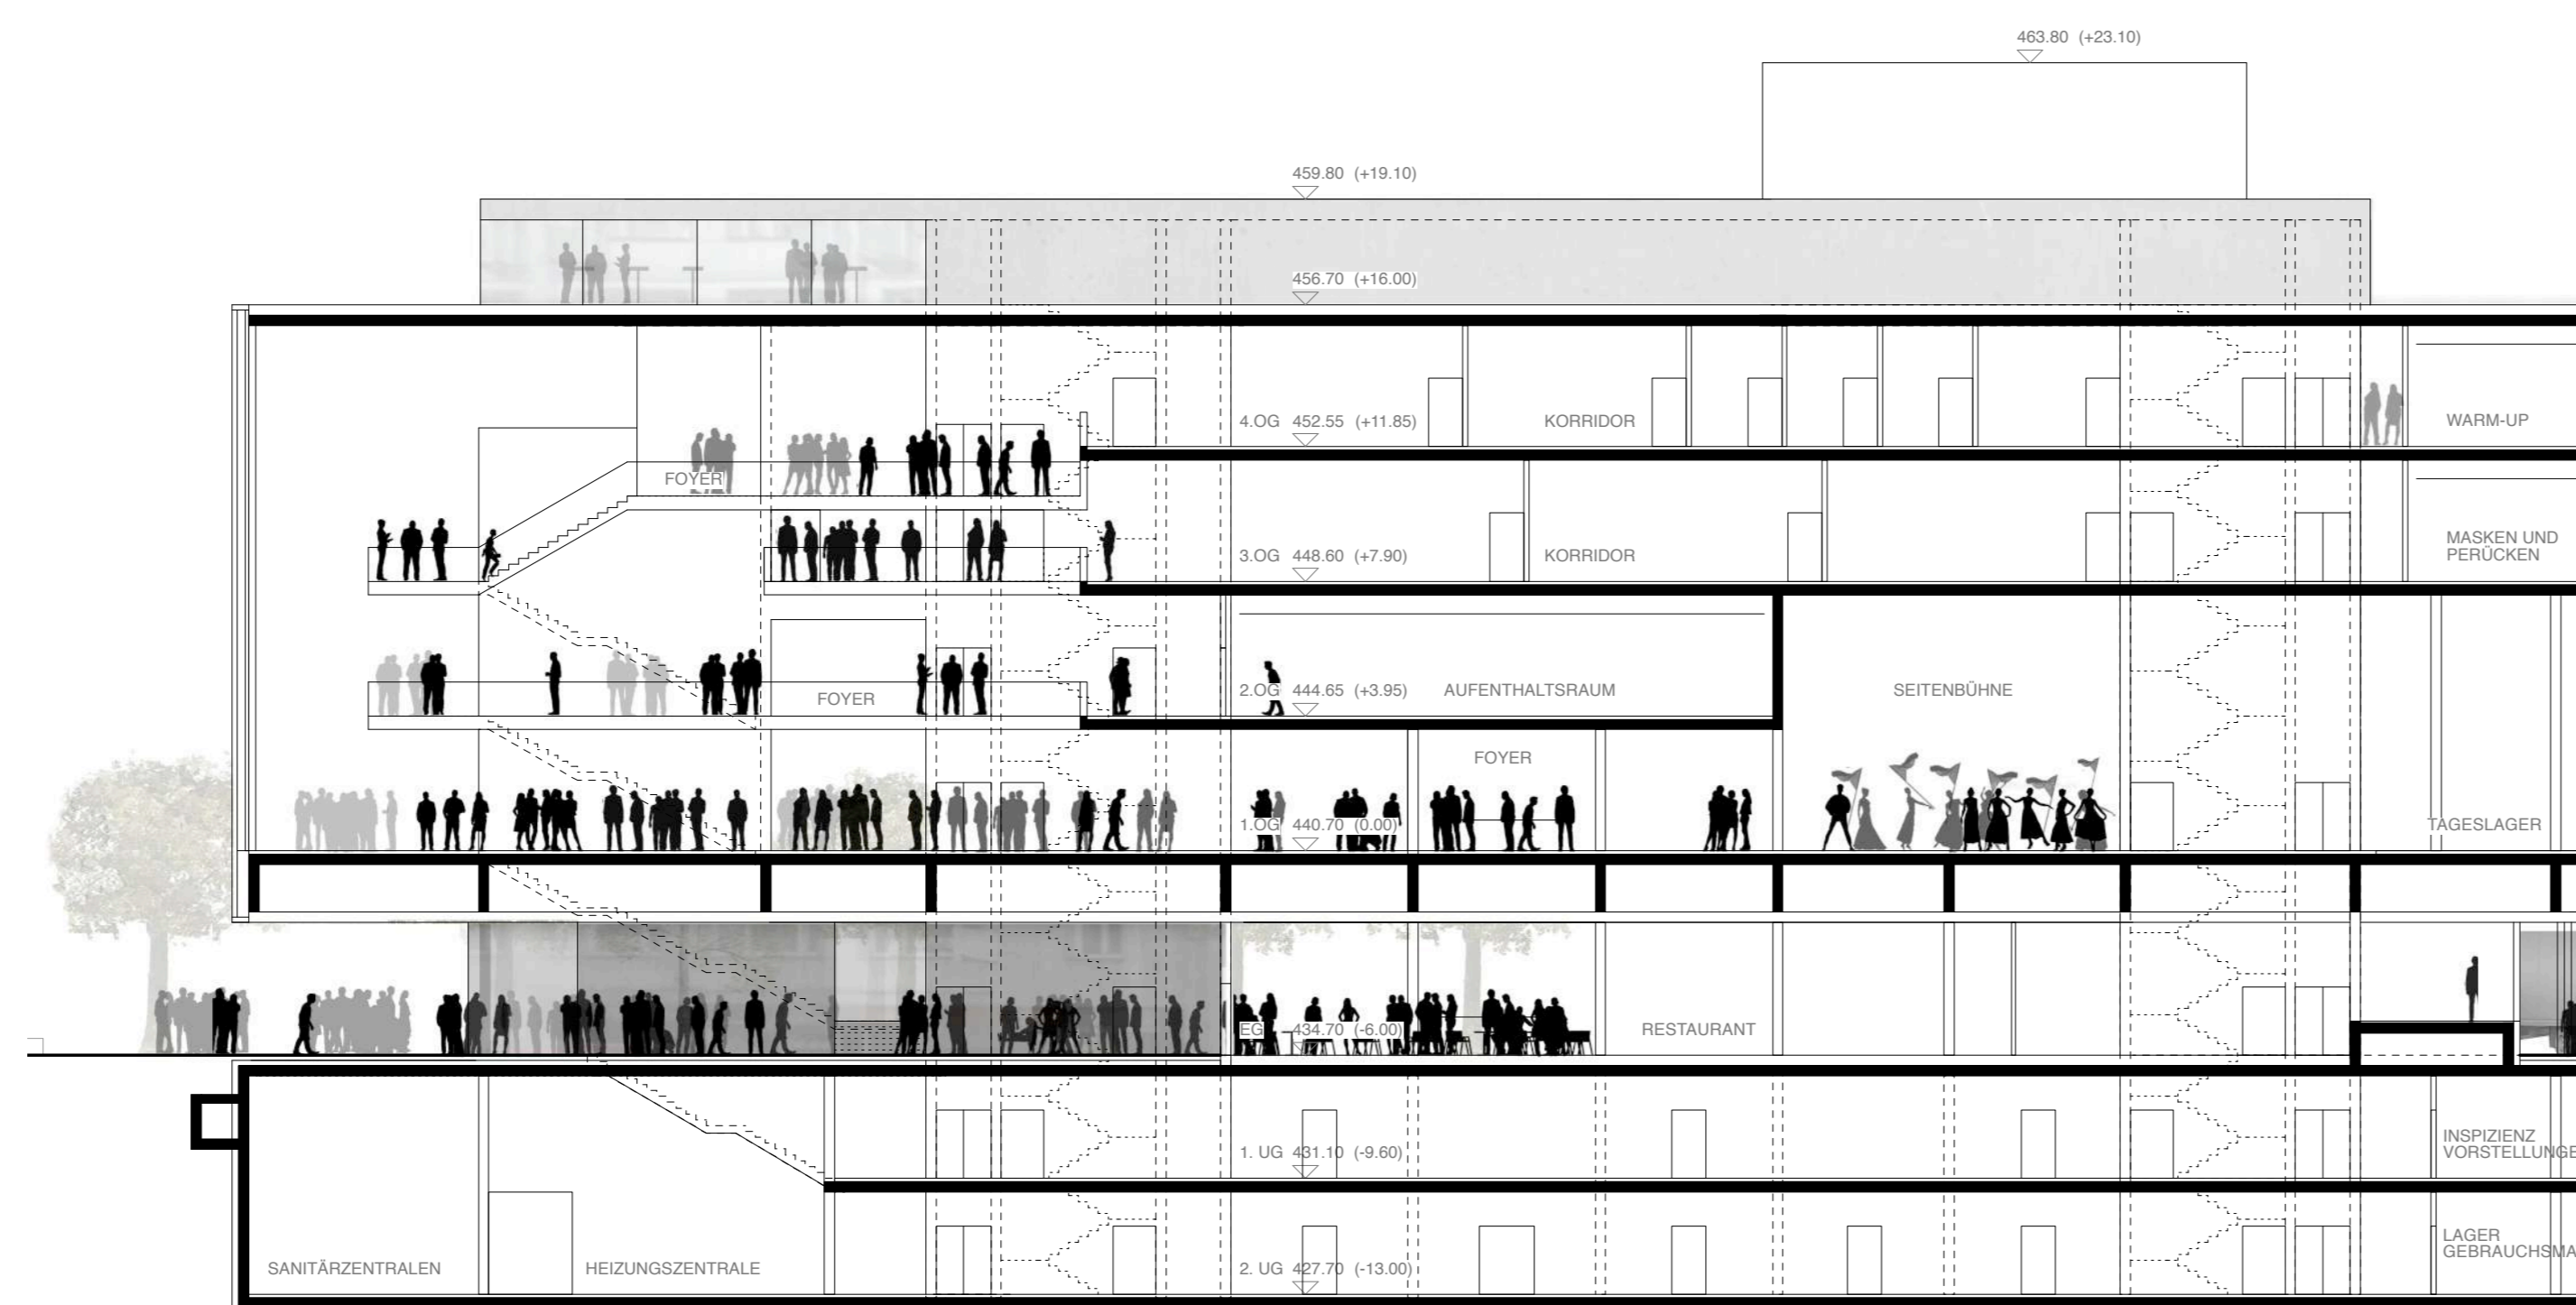 463.80 (+23.10)
459.80 (+19.10)
456.70 (+16.00)
4.OG 452.55 (+11.85)
KORRIDOR
WARM-UP
FOYER
3.OG 448.60 (+7.90)
KORRIDOR
MASKEN UND
PERÜCKEN
FOYER
2.OG 444.65 (+3.95)
AUFENTHALTSRAUM
SEITENBÜHNE
FOYER
1.OG 440.70 (0.00)
TAGESLAGER
EG 434.70 (-6.00)
RESTAURANT
1. UG 431.10 (-9.60)
INSPIZIENZ
VORSTELLUNGE
SANITÄRZENTRALEN
HEIZUNGSZENTRALE
2. UG 427.70 (-13.00)
LAGER
GEBRAUCHSMA